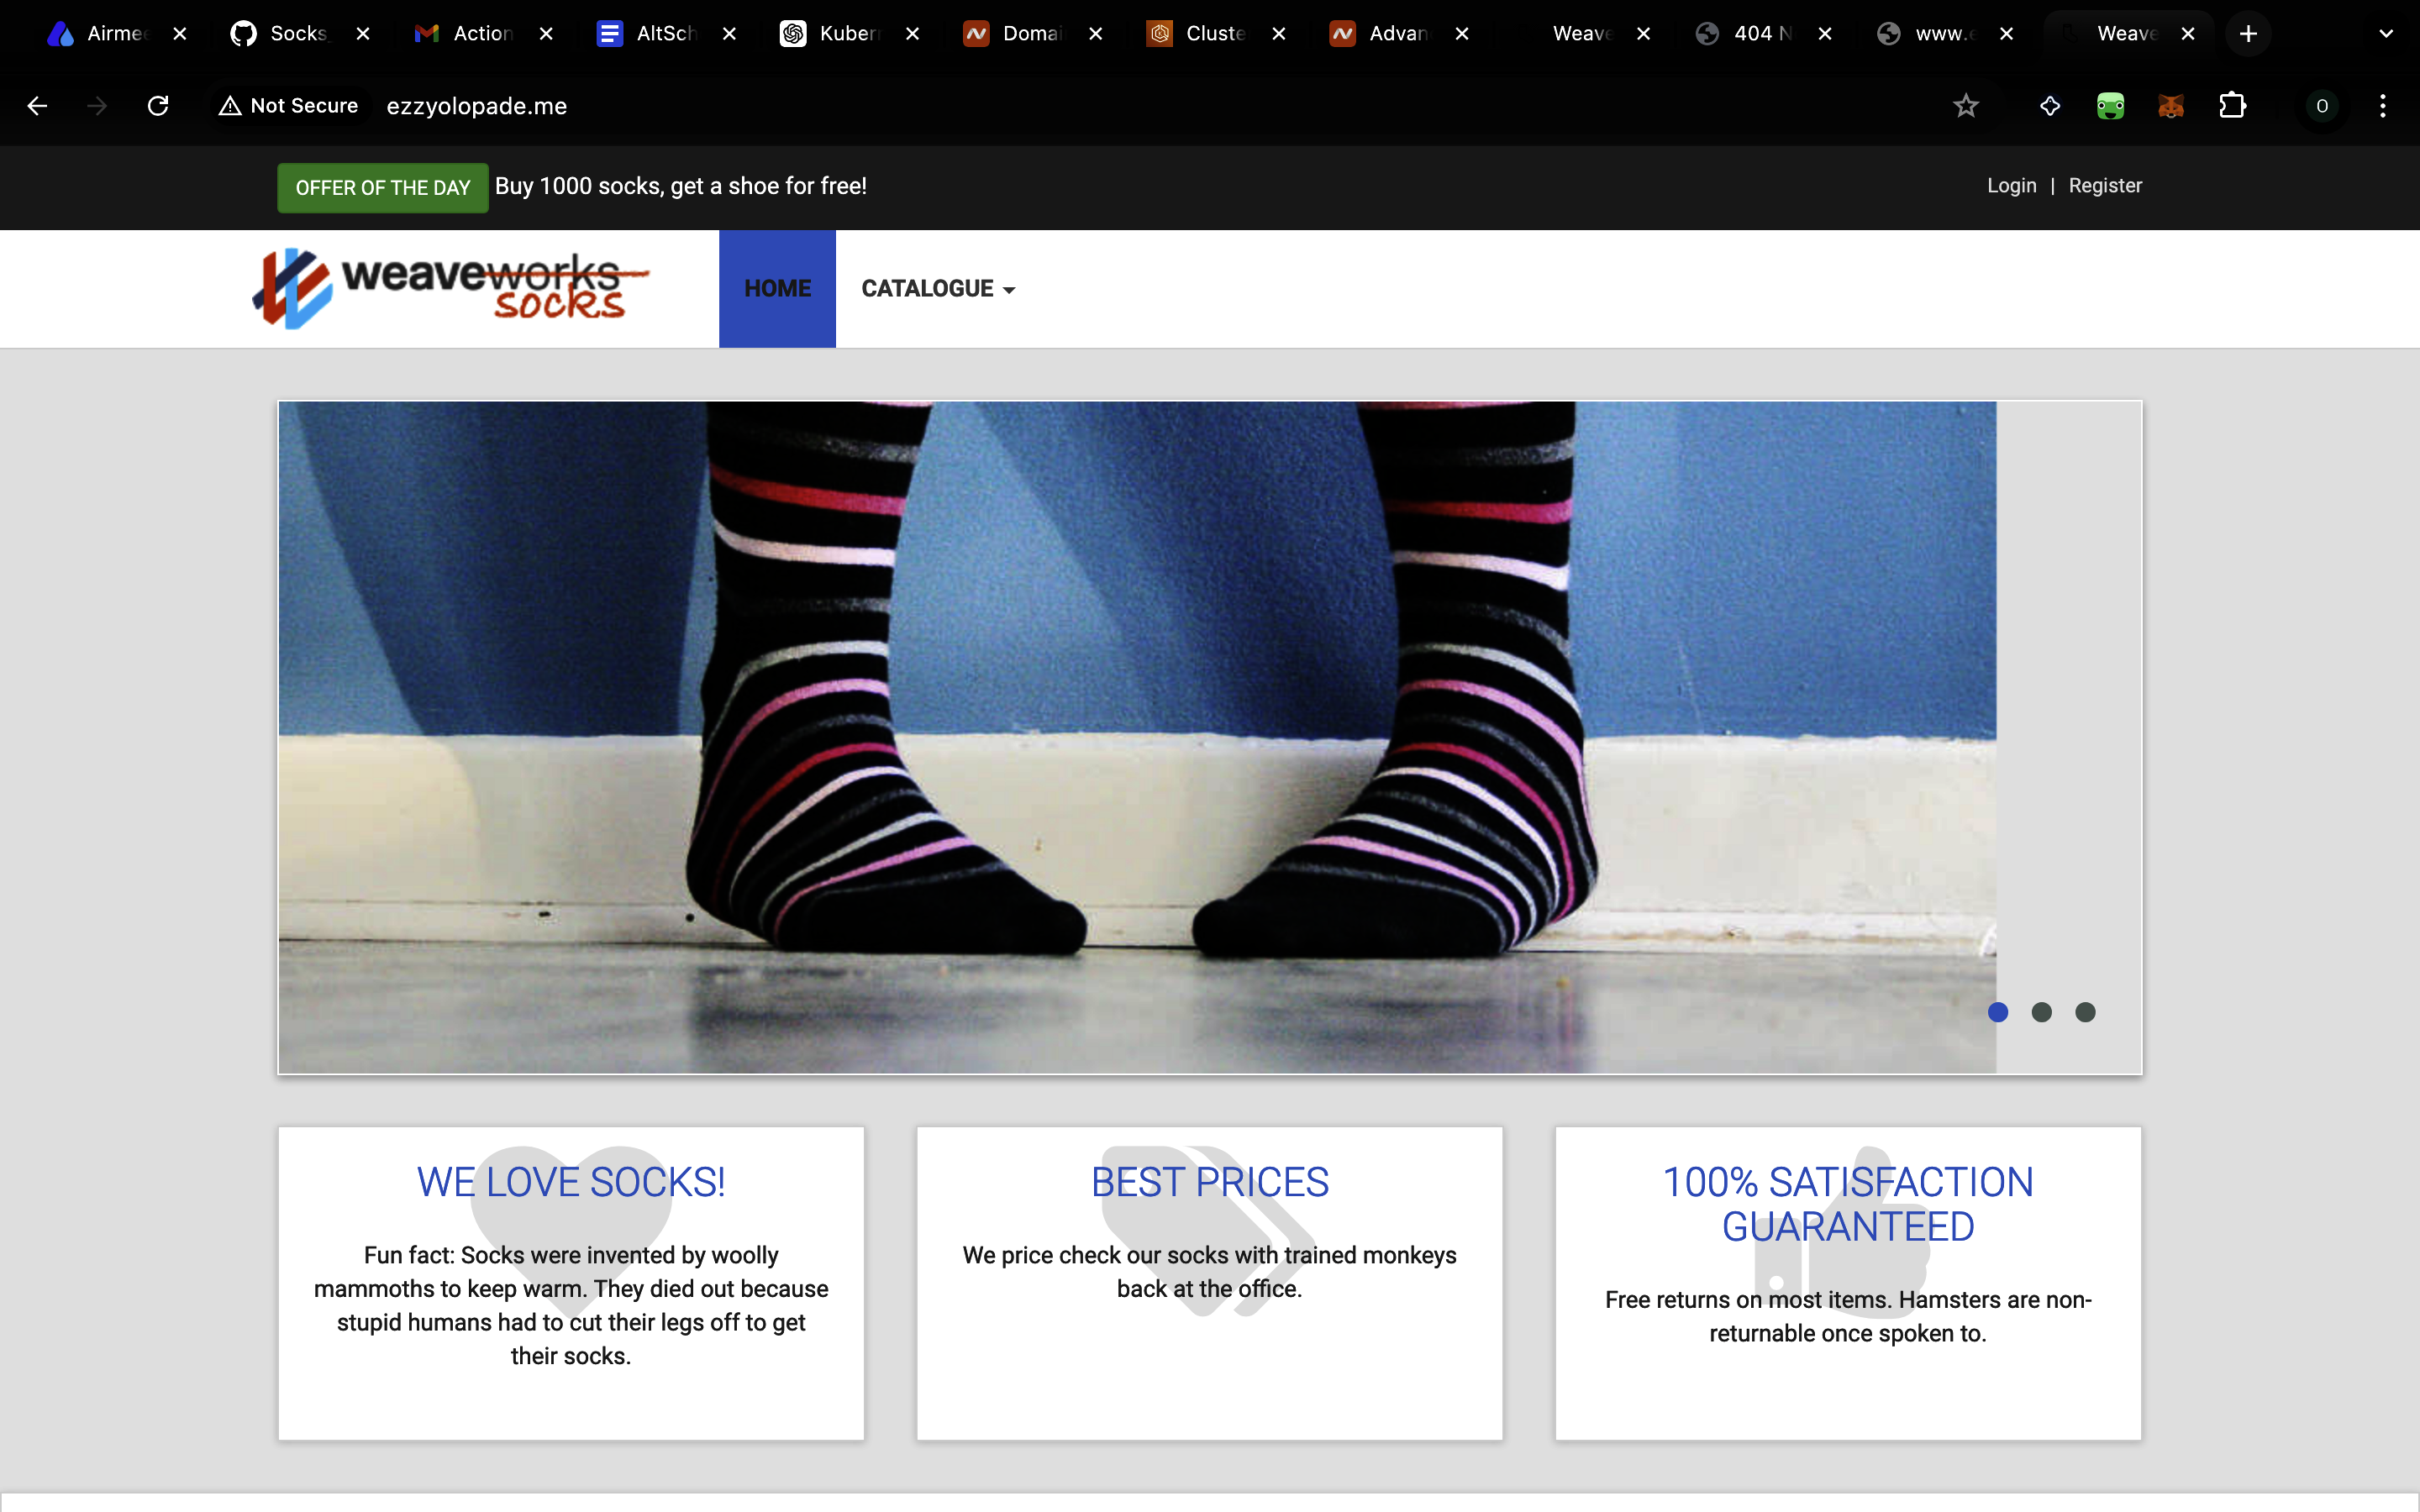 Airmee
Socks_
Action
AltSch
Kuber
Domai
Cluste
Advan
Weave
404 N
www.e
Weave
Not Secure
ezzyolopade.me
O
OFFER OF THE DAY Buy 1000 socks, get a shoe for free!
Login | Register
weaveworks
socks
HOME
CATALOGUE
WE LOVE SOCKS!
Fun fact: Socks were invented by woolly
mammoths to keep warm. They died out because
stupid humans had to cut their legs off to get
their socks.
BEST PRICES
We price check our socks with trained monkeys
back at the office.
100% SATISFACTION
GUARANTEED
Free returns on most items. Hamsters are non-
returnable once spoken to.